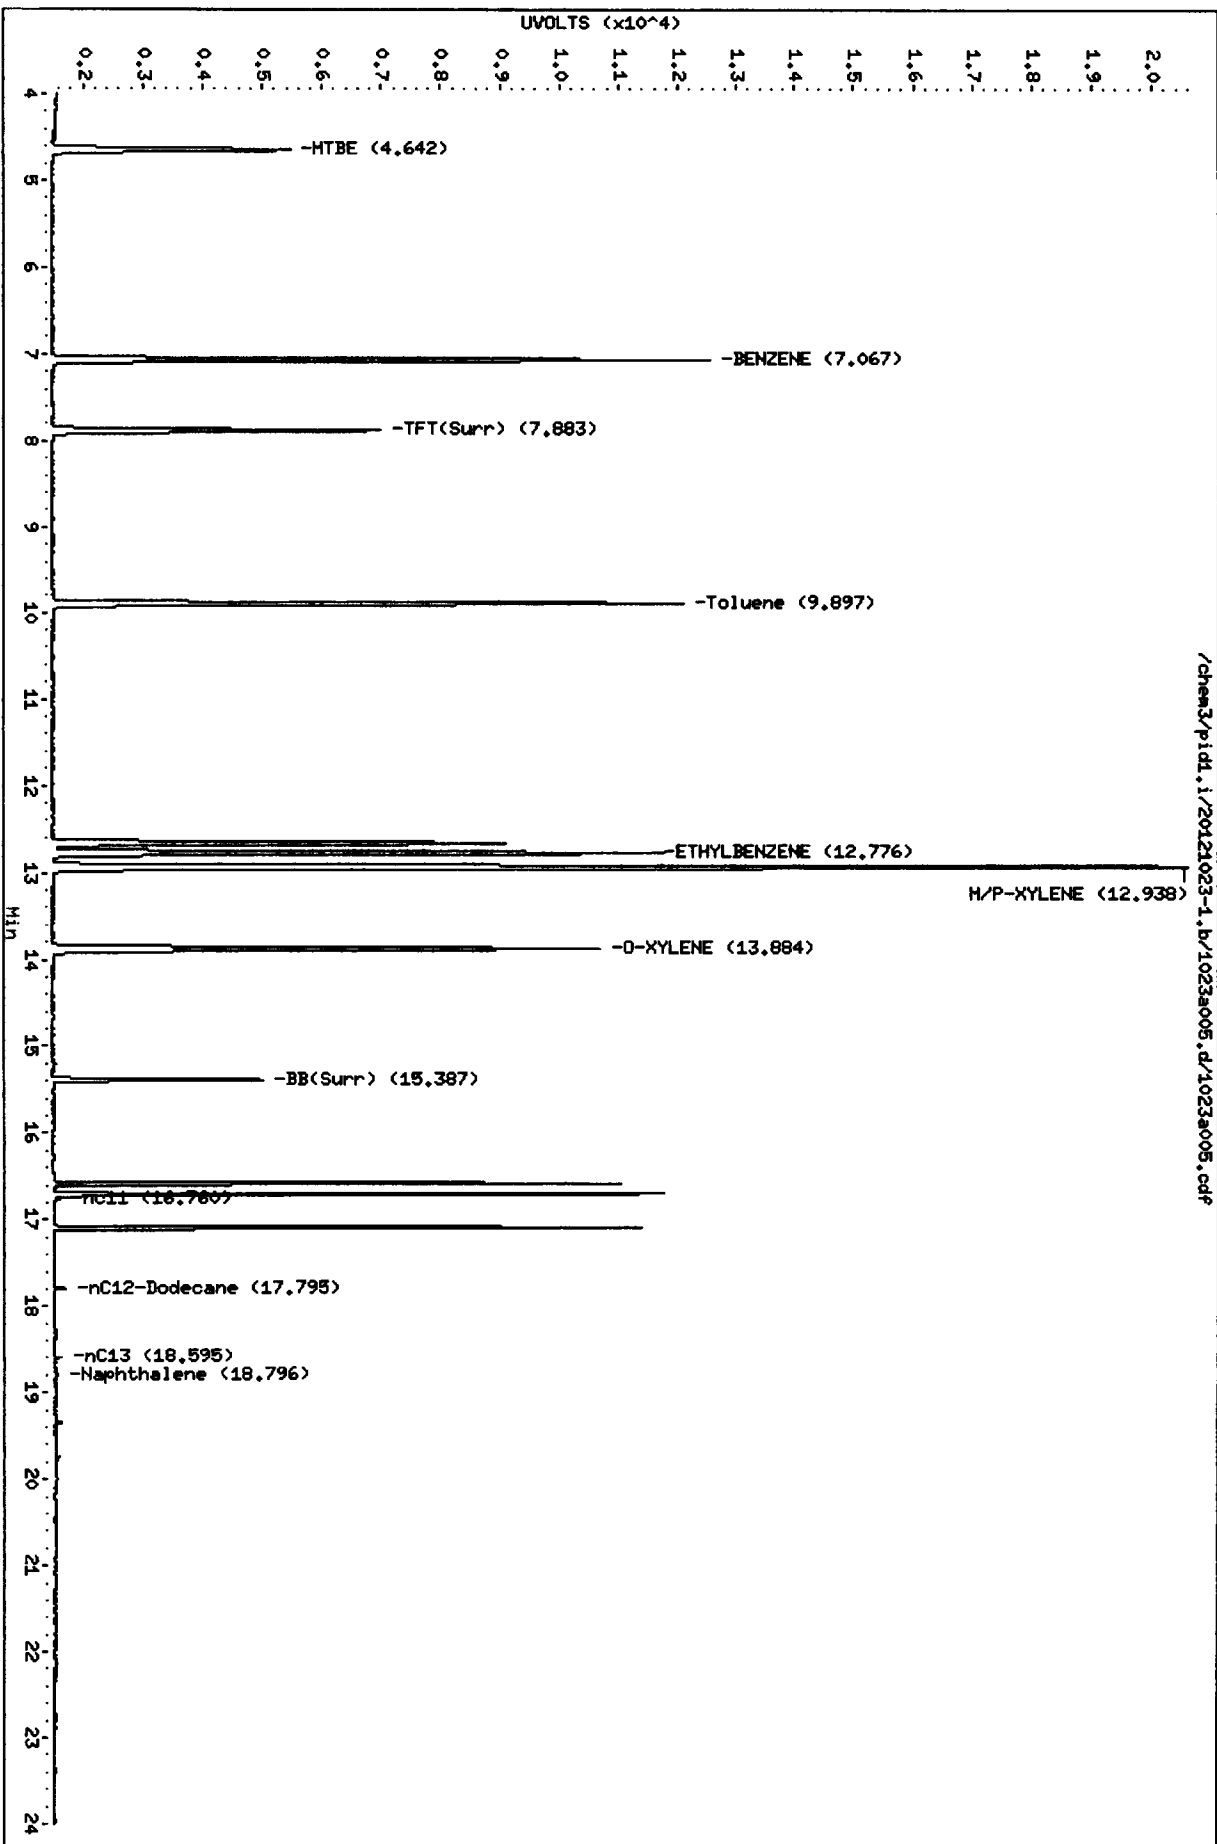 /chem3/pid1.i/20121023-1.b/1023a005.d/1023a005.cdf
UVOLTS (x10^4)
2.0
1.9
1.8
1.7
1.6
1.5
1.4
1.3
1.2
1.1
1.0
0.9
0.8
0.7
0.6
0.5
0.4
0.3
0.2
-MTBE (4.642)
-BENZENE (7.067)
-TFT(Surr) (7.883)
-Toluene (9.897)
-ETHYLBENZENE (12.776)
M/P-XYLENE (12.938)
-O-XYLENE (13.884)
-BB(Surr) (15.387)
-nC12-Dodecane (17.795)
-nC13 (18.595)
-Naphthalene (18.796)
4 5 6 7 8 9 10 11 12 13 14 15 16 17 18 19 20 21 22 23 24
Min